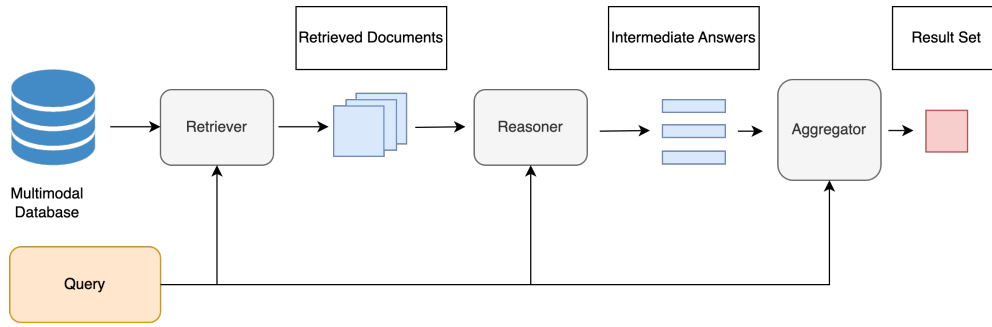 Retrieved Documents
Intermediate Answers
Result Set
Retriever
Reasoner
Aggregator
Multimodal
Database
Query